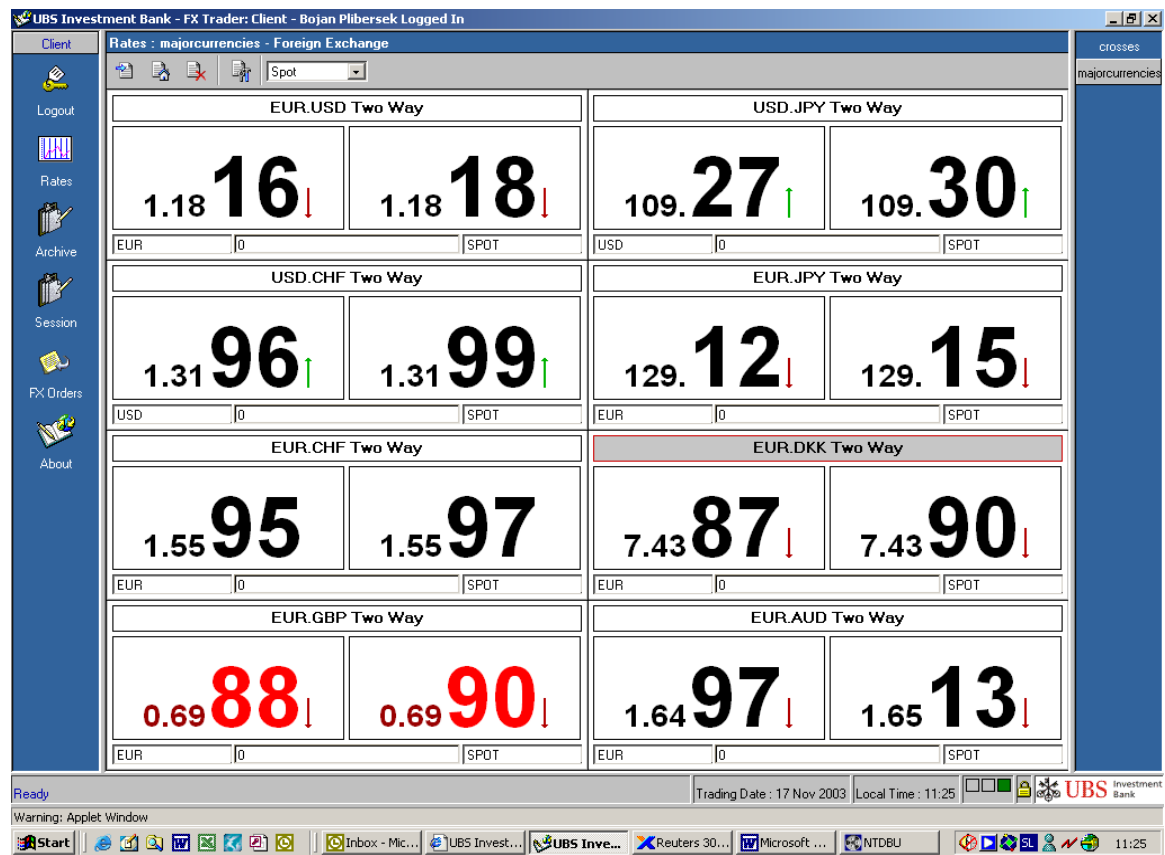 UBS Investment Bank - FX Trader: Client - Bojan Plibersek Logged In
Client
Rates : majorcurrencies - Foreign Exchange
crosses
majorcurrencies
Spot
Logout
Rates
Archive
Session
FX Orders
About
EUR.USD Two Way
1.18 16
1.18 18
EUR 0 SPOT
USD.JPY Two Way
109. 27
109. 30
USD 0 SPOT
USD.CHF Two Way
1.31 96
1.31 99
USD 0 SPOT
EUR.JPY Two Way
129. 12
129. 15
EUR 0 SPOT
EUR.CHF Two Way
1.55 95
1.55 97
EUR 0 SPOT
EUR.DKK Two Way
7.43 87
7.43 90
EUR 0 SPOT
EUR.GBP Two Way
0.69 88
0.69 90
EUR 0 SPOT
EUR.AUD Two Way
1.64 97
1.65 13
EUR 0 SPOT
Ready
Trading Date : 17 Nov 2003
Local Time : 11:25
UBS Investment Bank
Warning: Applet Window
Start
Inbox - Mic...
UBS Invest...
UBS Inve...
Reuters 30...
Microsoft ...
NTDBU
SL
11:25